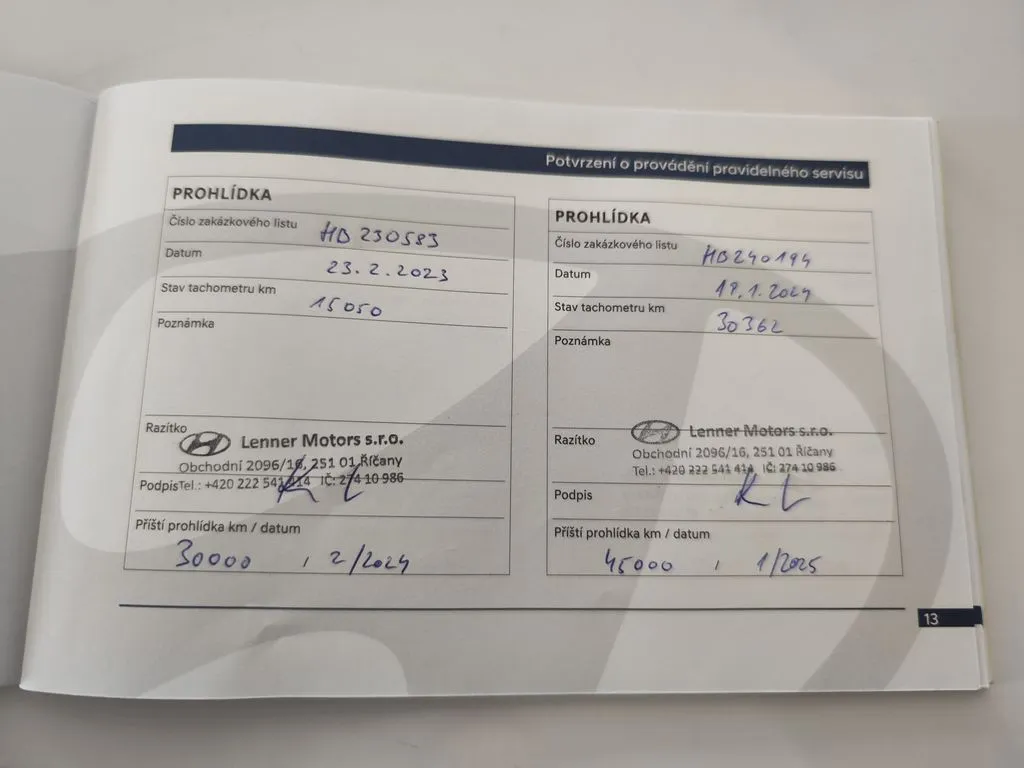 Potvrzení o provádění pravidelného servisu
PROHLÍDKA
Číslo zakázkového listu HB 230583
Datum 23.2.2023
Stav tachometru km 15050
Poznámka
Razítko
Lenner Motors s.r.o.
Obchodní 2096/16, 251 01 Říčany
Podpis Tel.: +420 222 541 414 IČ: 274 10 986
Příští prohlídka km / datum
30000 , 2/2024
PROHLÍDKA
Číslo zakázkového listu HB240194
Datum 18.1.2024
Stav tachometru km 30362
Poznámka
Razítko
Lenner Motors s.r.o.
Obchodní 2096/16, 251 01 Říčany
Tel.: +420 222 541 414 IČ: 274 10 986
Podpis
Příští prohlídka km / datum
45000 , 1/2025
13